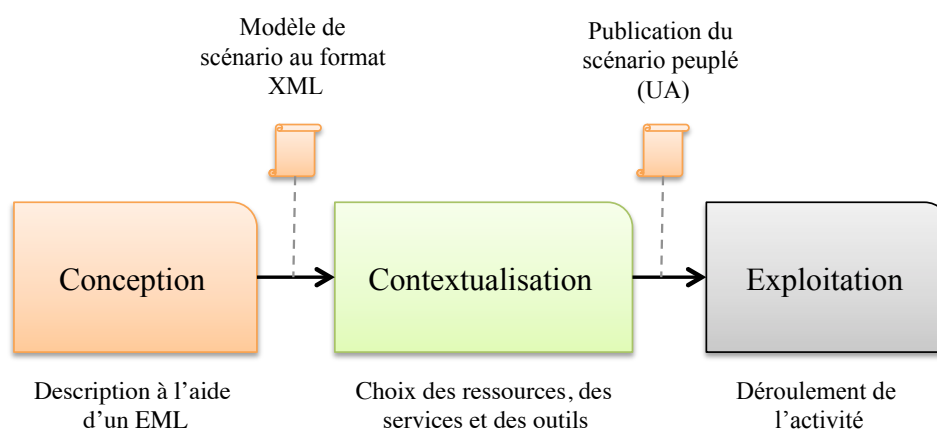 Modèle de
scénario au format
XML
Publication du
scénario peuplé
(UA)
Conception
Contextualisation
Exploitation
Description à l'aide
d'un EML
Choix des ressources, des
services et des outils
Déroulement de
l'activité